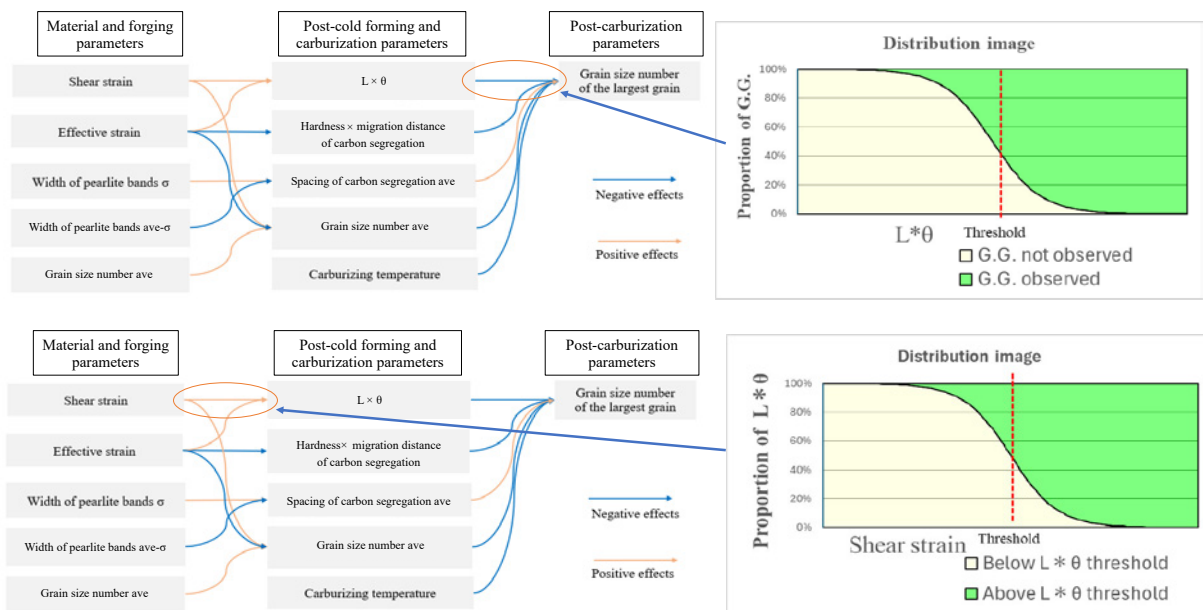 Material and forging
parameters
Post-cold forming and
carburization parameters
Post-carburization
parameters
Shear strain
Effective strain
Width of pearlite bands σ
Width of pearlite bands ave-σ
Grain size number ave
L × θ
Hardness× migration distance
of carbon segregation
Spacing of carbon segregation ave
Grain size number ave
Carburizing temperature
Grain size number
of the largest grain
Negative effects
Positive effects
Distribution image
Proportion of G.G.
100%
80%
60%
40%
20%
0%
L*θ
Threshold
G.G. not observed
G.G. observed
Material and forging
parameters
Post-cold forming and
carburization parameters
Post-carburization
parameters
Shear strain
Effective strain
Width of pearlite bands σ
Width of pearlite bands ave-σ
Grain size number ave
L × θ
Hardness× migration distance
of carbon segregation
Spacing of carbon segregation ave
Grain size number ave
Carburizing temperature
Grain size number
of the largest grain
Negative effects
Positive effects
Distribution image
Proportion of L * θ
100%
80%
60%
40%
20%
0%
Shear strain
Threshold
Below L * θ threshold
Above L * θ threshold